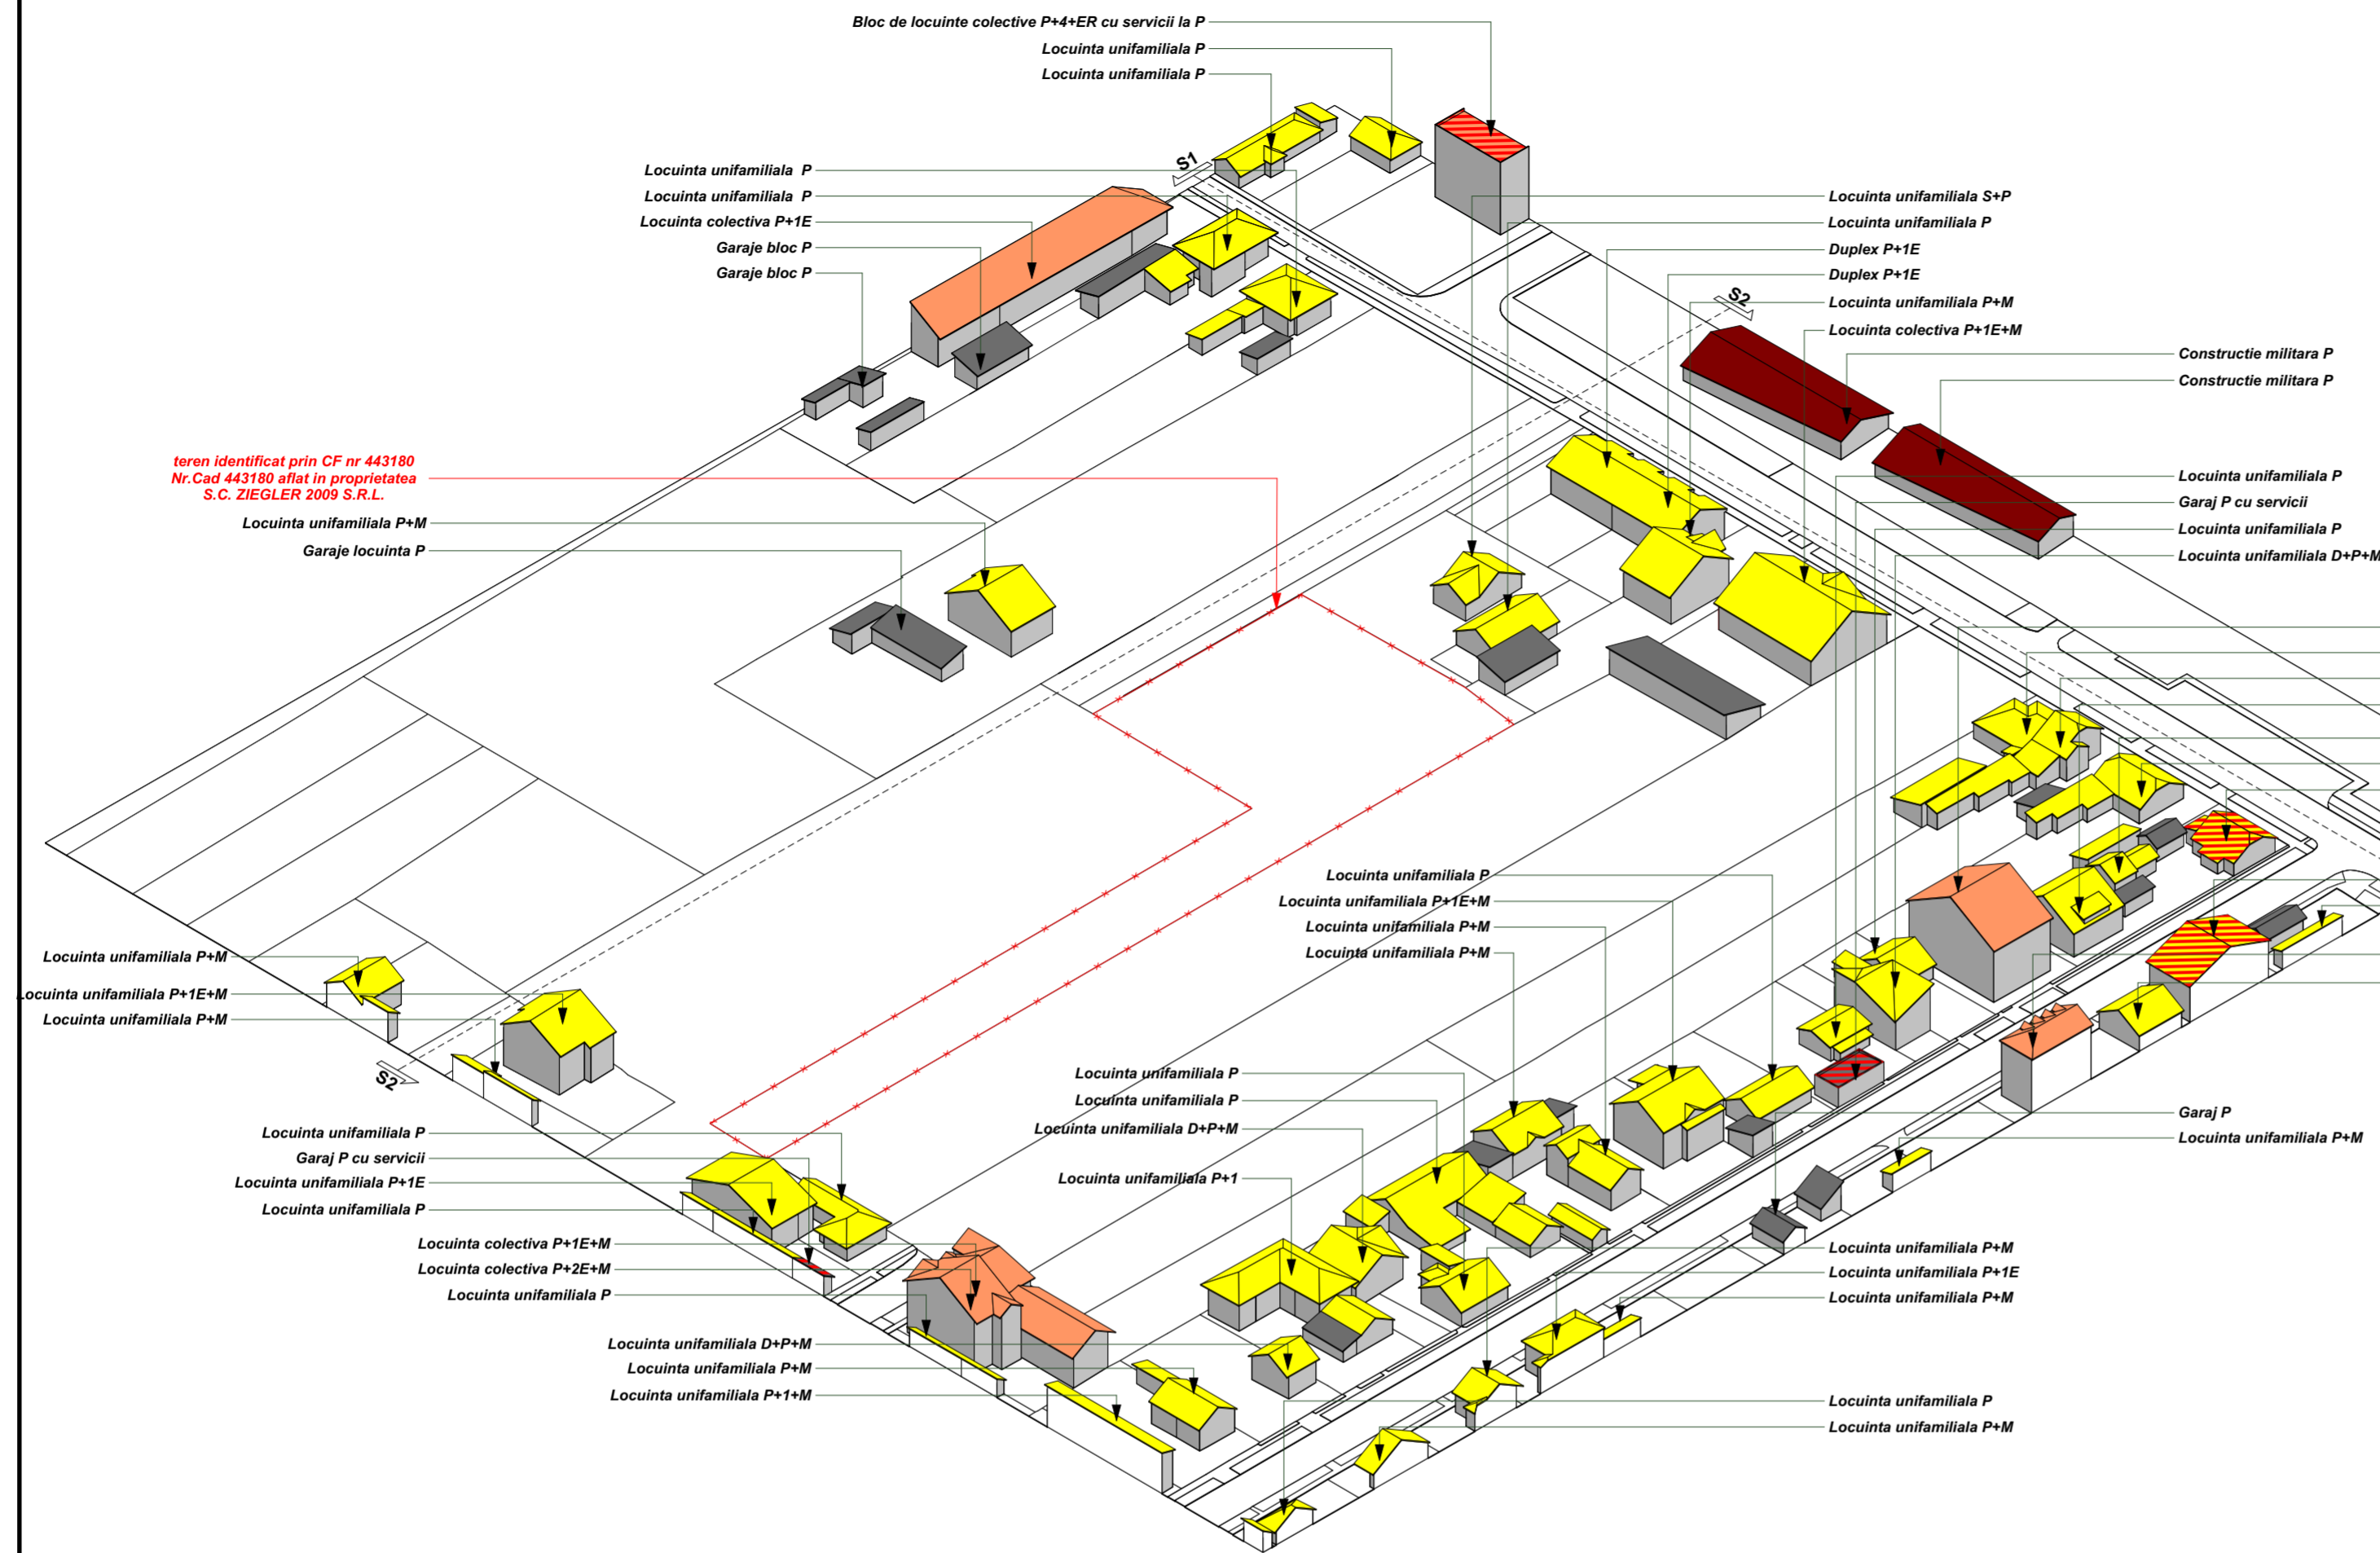 Bloc de locuinte colective P+4+ER cu servicii la P
Locuinta unifamiliala P
Locuinta unifamiliala P
S1
Locuinta unifamiliala P
Locuinta unifamiliala P
Locuinta colectiva P+1E
Garaje bloc P
Garaje bloc P
Locuinta unifamiliala S+P
Locuinta unifamiliala P
Duplex P+1E
Duplex P+1E
Locuinta unifamiliala P+M
Locuinta colectiva P+1E+M
S2
Constructie militara P
Constructie militara P
teren identificat prin CF nr 443180
Nr.Cad 443180 aflat in proprietatea
S.C. ZIEGLER 2009 S.R.L.
Locuinta unifamiliala P+M
Garaje locuinta P
Locuinta unifamiliala P
Garaj P cu servicii
Locuinta unifamiliala P
Locuinta unifamiliala D+P+M
Locuinta unifamiliala P
Locuinta unifamiliala P+1E+M
Locuinta unifamiliala P+M
Locuinta unifamiliala P+M
Locuinta unifamiliala P+M
Locuinta unifamiliala P+1E+M
Locuinta unifamiliala P+M
S2
Locuinta unifamiliala P
Locuinta unifamiliala P
Locuinta unifamiliala D+P+M
Locuinta unifamiliala P+1
Garaj P
Locuinta unifamiliala P+M
Locuinta unifamiliala P
Garaj P cu servicii
Locuinta unifamiliala P+1E
Locuinta unifamiliala P
Locuinta colectiva P+1E+M
Locuinta colectiva P+2E+M
Locuinta unifamiliala P
Locuinta unifamiliala P+M
Locuinta unifamiliala P+1E
Locuinta unifamiliala P+M
Locuinta unifamiliala D+P+M
Locuinta unifamiliala P+M
Locuinta unifamiliala P+1+M
Locuinta unifamiliala P
Locuinta unifamiliala P+M